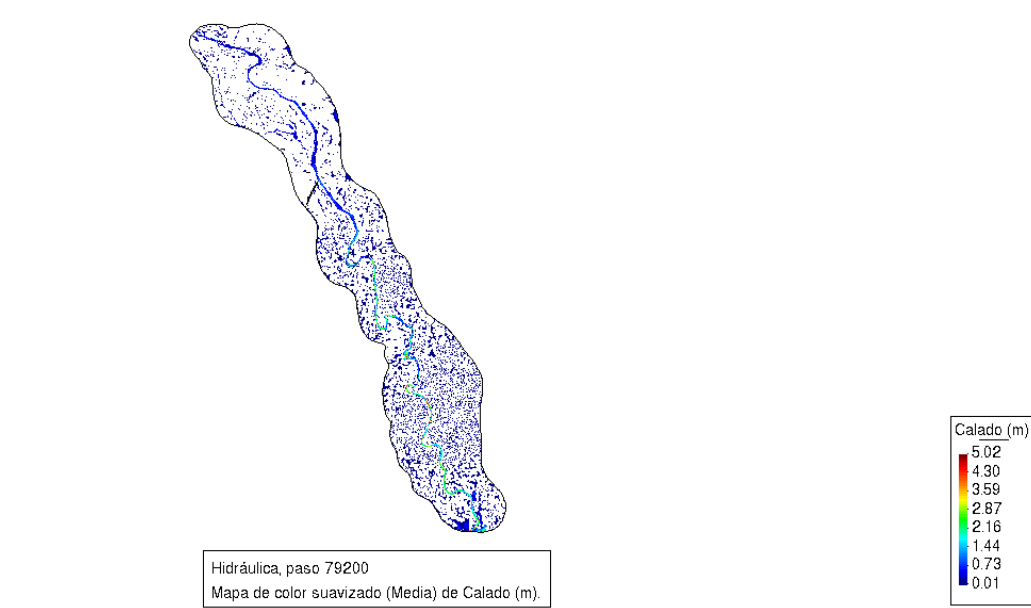 Calado (m)
5.02
4.30
3.59
2.87
2.16
1.44
0.73
0.01
Hidráulica, paso 79200
Mapa de color suavizado (Media) de Calado (m).